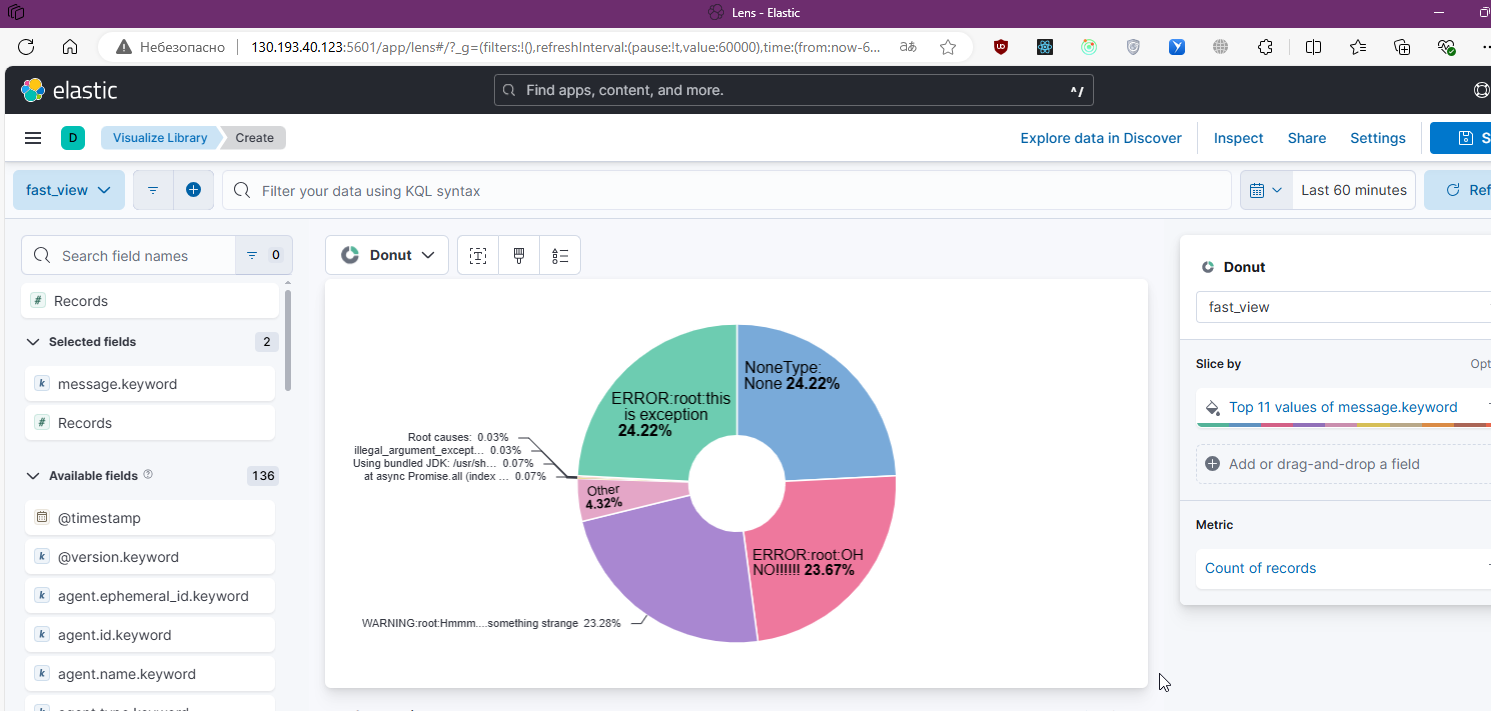 Lens - Elastic
Небезопасно
130.193.40.123:5601/app/lens#/?_g=(filters:!(),refreshInterval:(pause:!t,value:60000),time:(from:now-6...
elastic
Find apps, content, and more.
^/
D
Visualize Library
Create
Explore data in Discover
Inspect
Share
Settings
S
fast_view
Filter your data using KQL syntax
Last 60 minutes
Ref
Search field names
0
Donut
# Records
Selected fields
2
k message.keyword
# Records
Available fields
136
@timestamp
k @version.keyword
k agent.ephemeral_id.keyword
k agent.id.keyword
k agent.name.keyword
NoneType:
None 24.22%
ERROR:root:this
is exception
24.22%
Root causes: 0.03%
illegal_argument_except... 0.03%
Using bundled JDK: /usr/sh... 0.07%
at async Promise.all (index ... 0.07%
Other
4.32%
ERROR:root:OH
NO!!!!!! 23.67%
WARNING:root:Hmmm....something strange 23.28%
Donut
fast_view
Slice by
Opt
Top 11 values of message.keyword
Add or drag-and-drop a field
Metric
Count of records